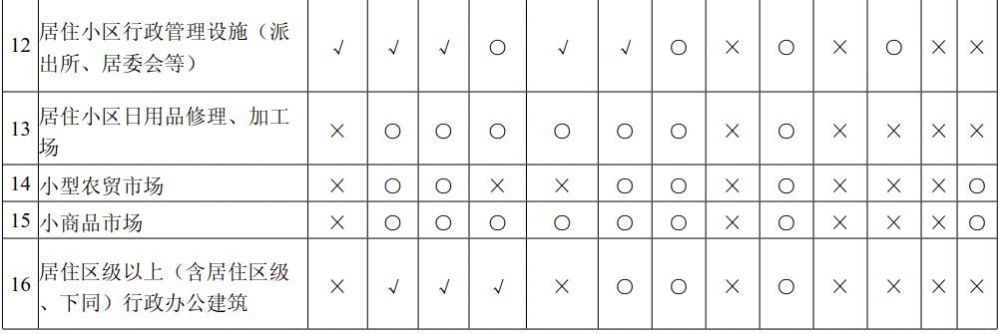 12 居住小区行政管理设施（派出所、居委会等） √ √ √ ○ √ √ ○ × ○ × ○ × ×
13 居住小区日用品修理、加工场 × ○ ○ ○ ○ ○ ○ × ○ × × × ×
14 小型农贸市场 × ○ ○ × × ○ ○ × ○ × × × ○
15 小商品市场 × ○ ○ ○ ○ ○ ○ × ○ × × × ○
16 居住区级以上（含居住区级、下同）行政办公建筑 × √ √ √ × ○ ○ × ○ × × × ×